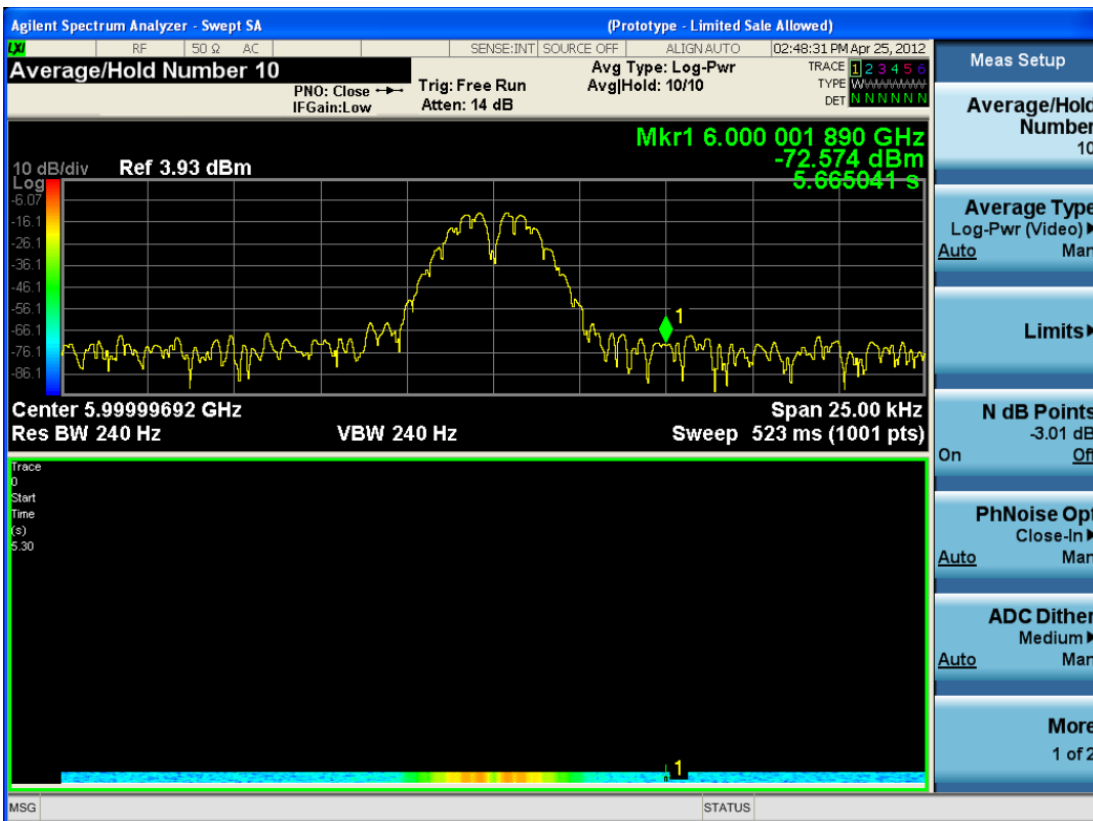 Agilent Spectrum Analyzer - Swept SA (Prototype - Limited Sale Allowed)
LXI RF 50 Ω AC SENSE:INT SOURCE OFF ALIGN AUTO 02:48:31 PM Apr 25, 2012
Average/Hold Number 10
PNO: Close
IFGain:Low
Trig: Free Run
Atten: 14 dB
Avg Type: Log-Pwr
Avg|Hold: 10/10
TRACE 1 2 3 4 5 6
TYPE WWWWWW
DET N N N N N N
Mkr1 6.000 001 890 GHz
-72.574 dBm
5.665041 s
10 dB/div Ref 3.93 dBm
Log
-6.07
-16.1
-26.1
-36.1
-46.1
-56.1
-66.1
-76.1
-86.1
1
Center 5.99999692 GHz Span 25.00 kHz
Res BW 240 Hz VBW 240 Hz Sweep 523 ms (1001 pts)
Trace
0
Start
Time
(s)
5.30
1
MSG STATUS
Meas Setup
Average/Hold
Number
10
Average Type
Log-Pwr (Video)
Auto Man
Limits
N dB Points
-3.01 dB
On Off
PhNoise Opt
Close-In
Auto Man
ADC Dither
Medium
Auto Man
More
1 of 2